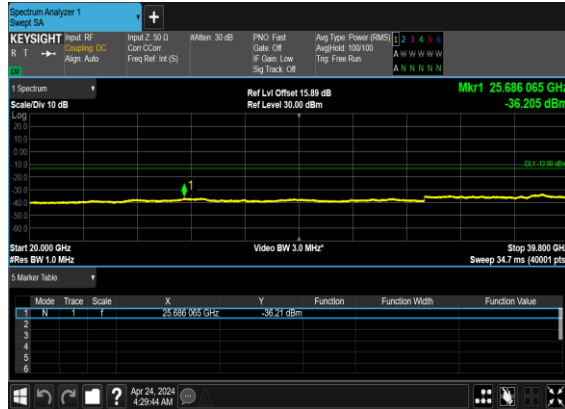 Spectrum Analyzer 1
Swept SA
+
KEYSIGHT Input: RF Input Z: 50 Ω #Atten: 30 dB PNO: Fast Avg Type: Power (RMS) 1 2 3 4 5 6
R T Coupling: DC Corr CCorr Gate: Off Avg|Hold: 100/100 A W W W W W
Align: Auto Freq Ref: Int (S) IF Gain: Low Trig: Free Run
Sig Track: Off A N N N N N
1 Spectrum Ref Lvl Offset 15.89 dB Mkr1 25.686 065 GHz
Scale/Div 10 dB Ref Level 30.00 dBm -36.205 dBm
Log
20.0
10.0
0.00
-10.0
DL1 -13.00 dBm
-20.0
1
-30.0
-40.0
-50.0
-60.0
Start 20.000 GHz Video BW 3.0 MHz* Stop 39.800 GHz
#Res BW 1.0 MHz Sweep 34.7 ms (40001 pts)
5 Marker Table
Mode Trace Scale X Y Function Function Width Function Value
1 N 1 f 25.686 065 GHz -36.21 dBm
2
3
4
5
6
? Apr 24, 2024
4:29:44 AM